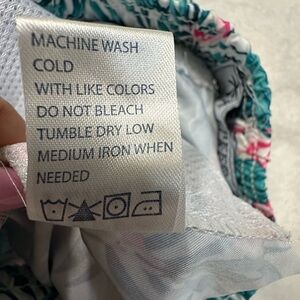 MACHINE WASH
COLD
WITH LIKE COLORS
DO NOT BLEACH
TUMBLE DRY LOW
MEDIUM IRON WHEN
NEEDED